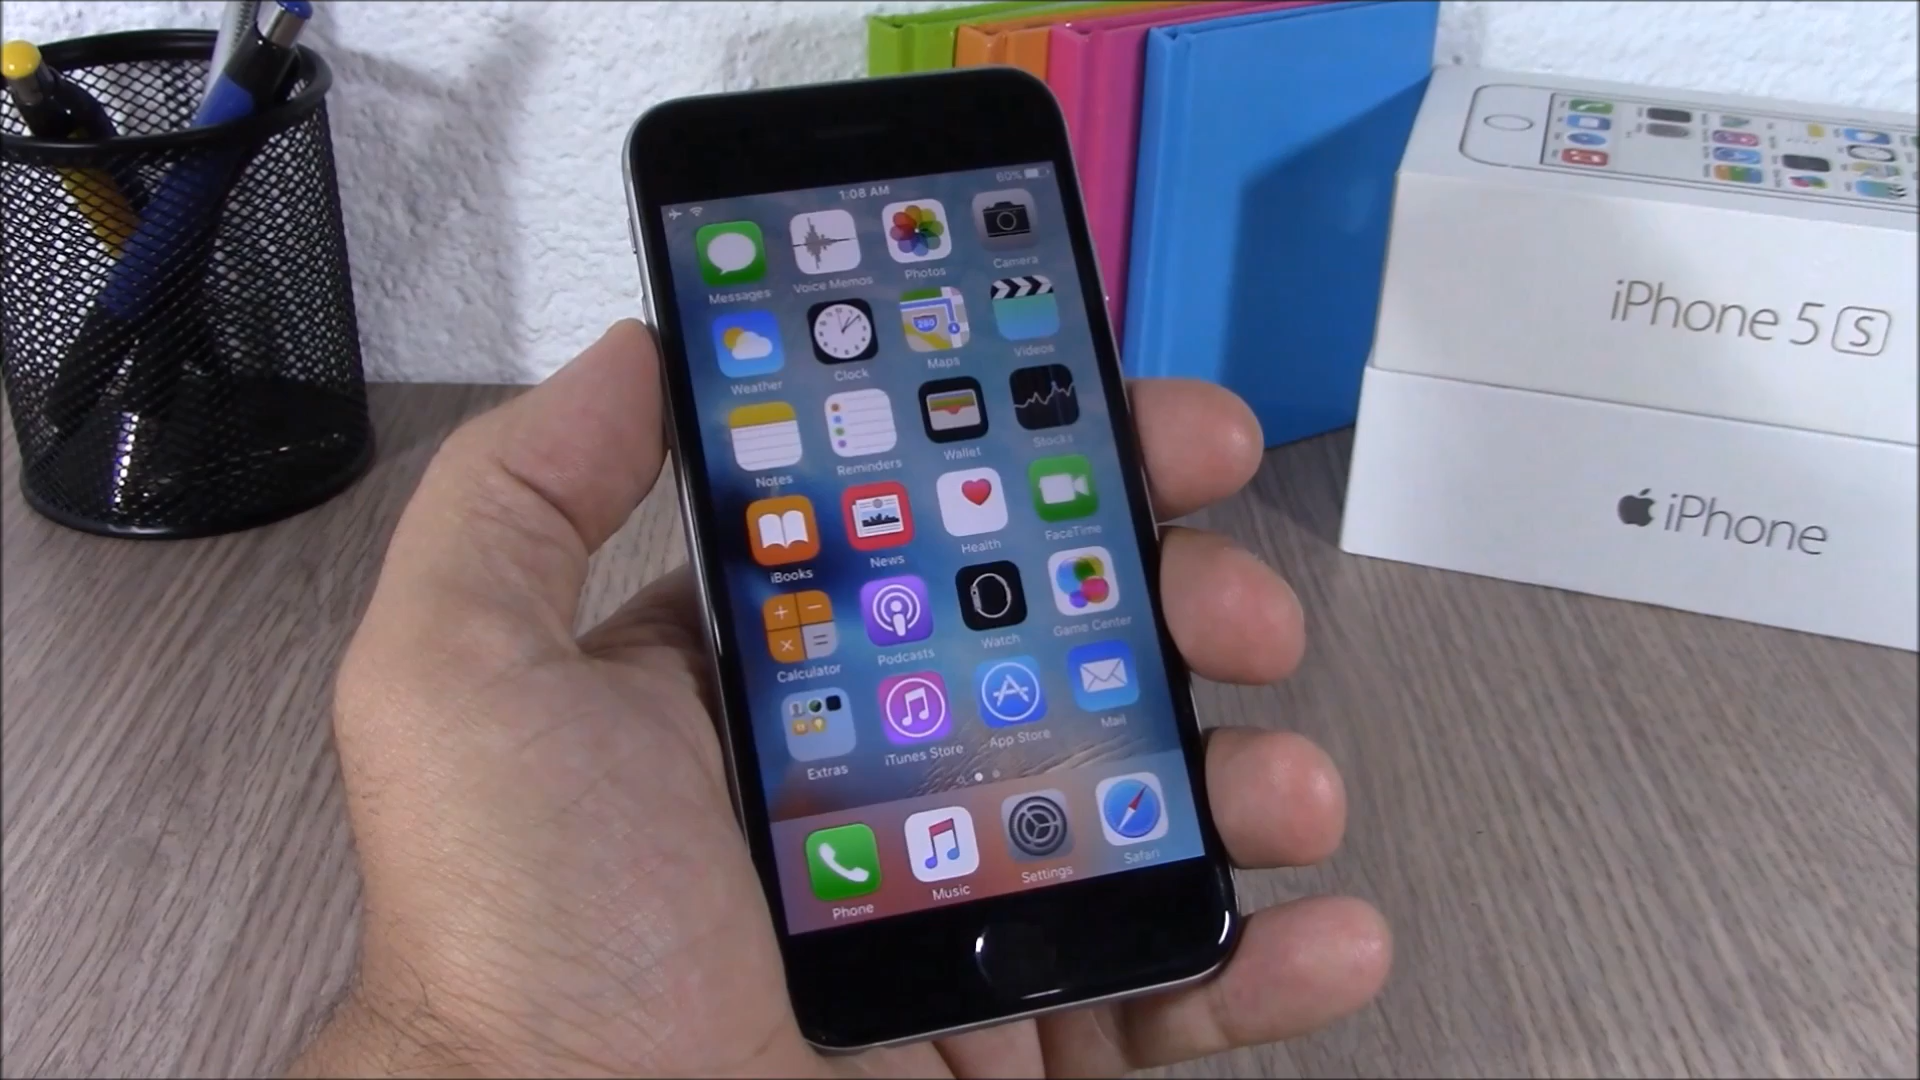 1:08 AM
60%
Messages
Voice Memos
Photos
Camera
Weather
Clock
Maps
Videos
Notes
Reminders
Wallet
Stocks
iBooks
News
Health
FaceTime
Calculator
Podcasts
Watch
Game Center
Extras
iTunes Store
App Store
Mail
Phone
Music
Settings
Safari
280
iPhone 5 S
iPhone